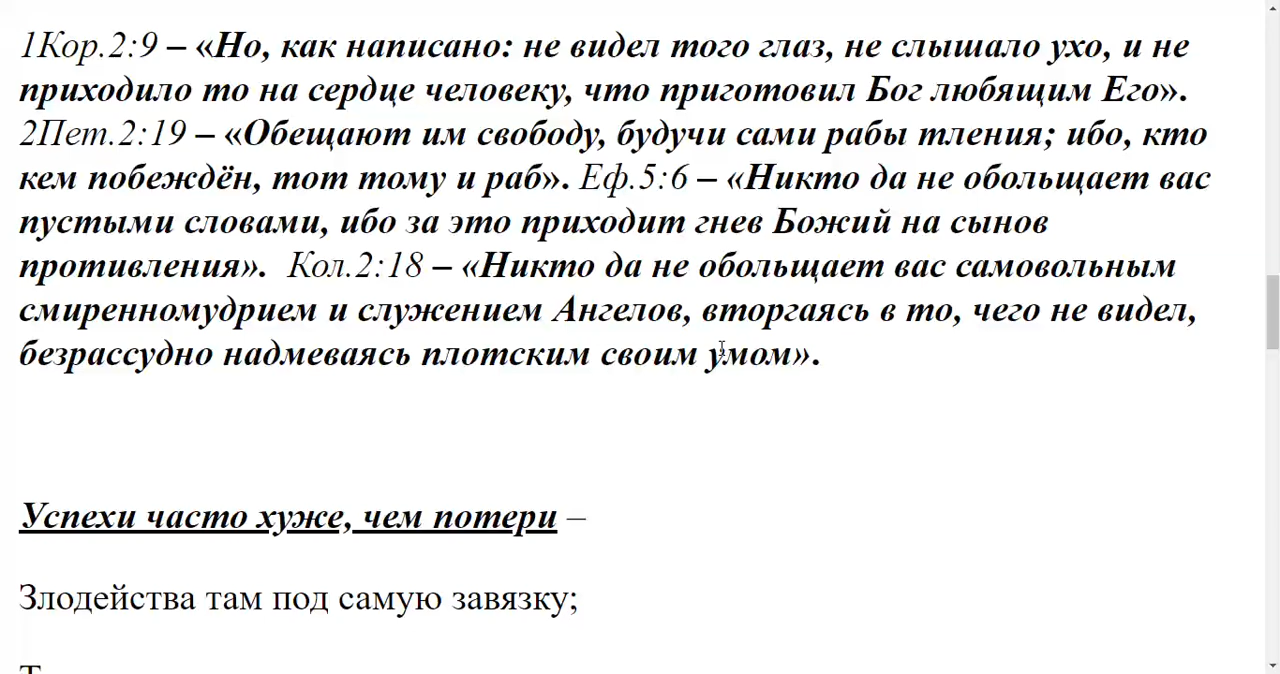 1Кор.2:9 – «Но, как написано: не видел того глаз, не слышало ухо, и не
приходило то на сердце человеку, что приготовил Бог любящим Его».
2Пет.2:19 – «Обещают им свободу, будучи сами рабы тления; ибо, кто
кем побеждён, тот тому и раб». Еф.5:6 – «Никто да не обольщает вас
пустыми словами, ибо за это приходит гнев Божий на сынов
противления».  Кол.2:18 – «Никто да не обольщает вас самовольным
смиренномудрием и служением Ангелов, вторгаясь в то, чего не видел,
безрассудно надмеваясь плотским своим умом».
Успехи часто хуже, чем потери –
Злодейства там под самую завязку;